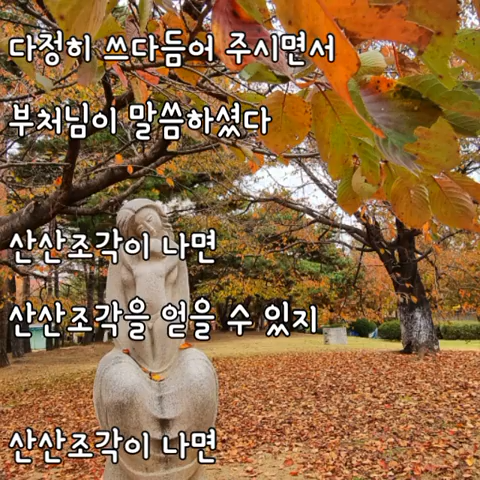 다정히 쓰다듬어 주시면서
부처님이 말씀하셨다
산산조각이 나면
산산조각을 얻을 수 있지
산산조각이 나면